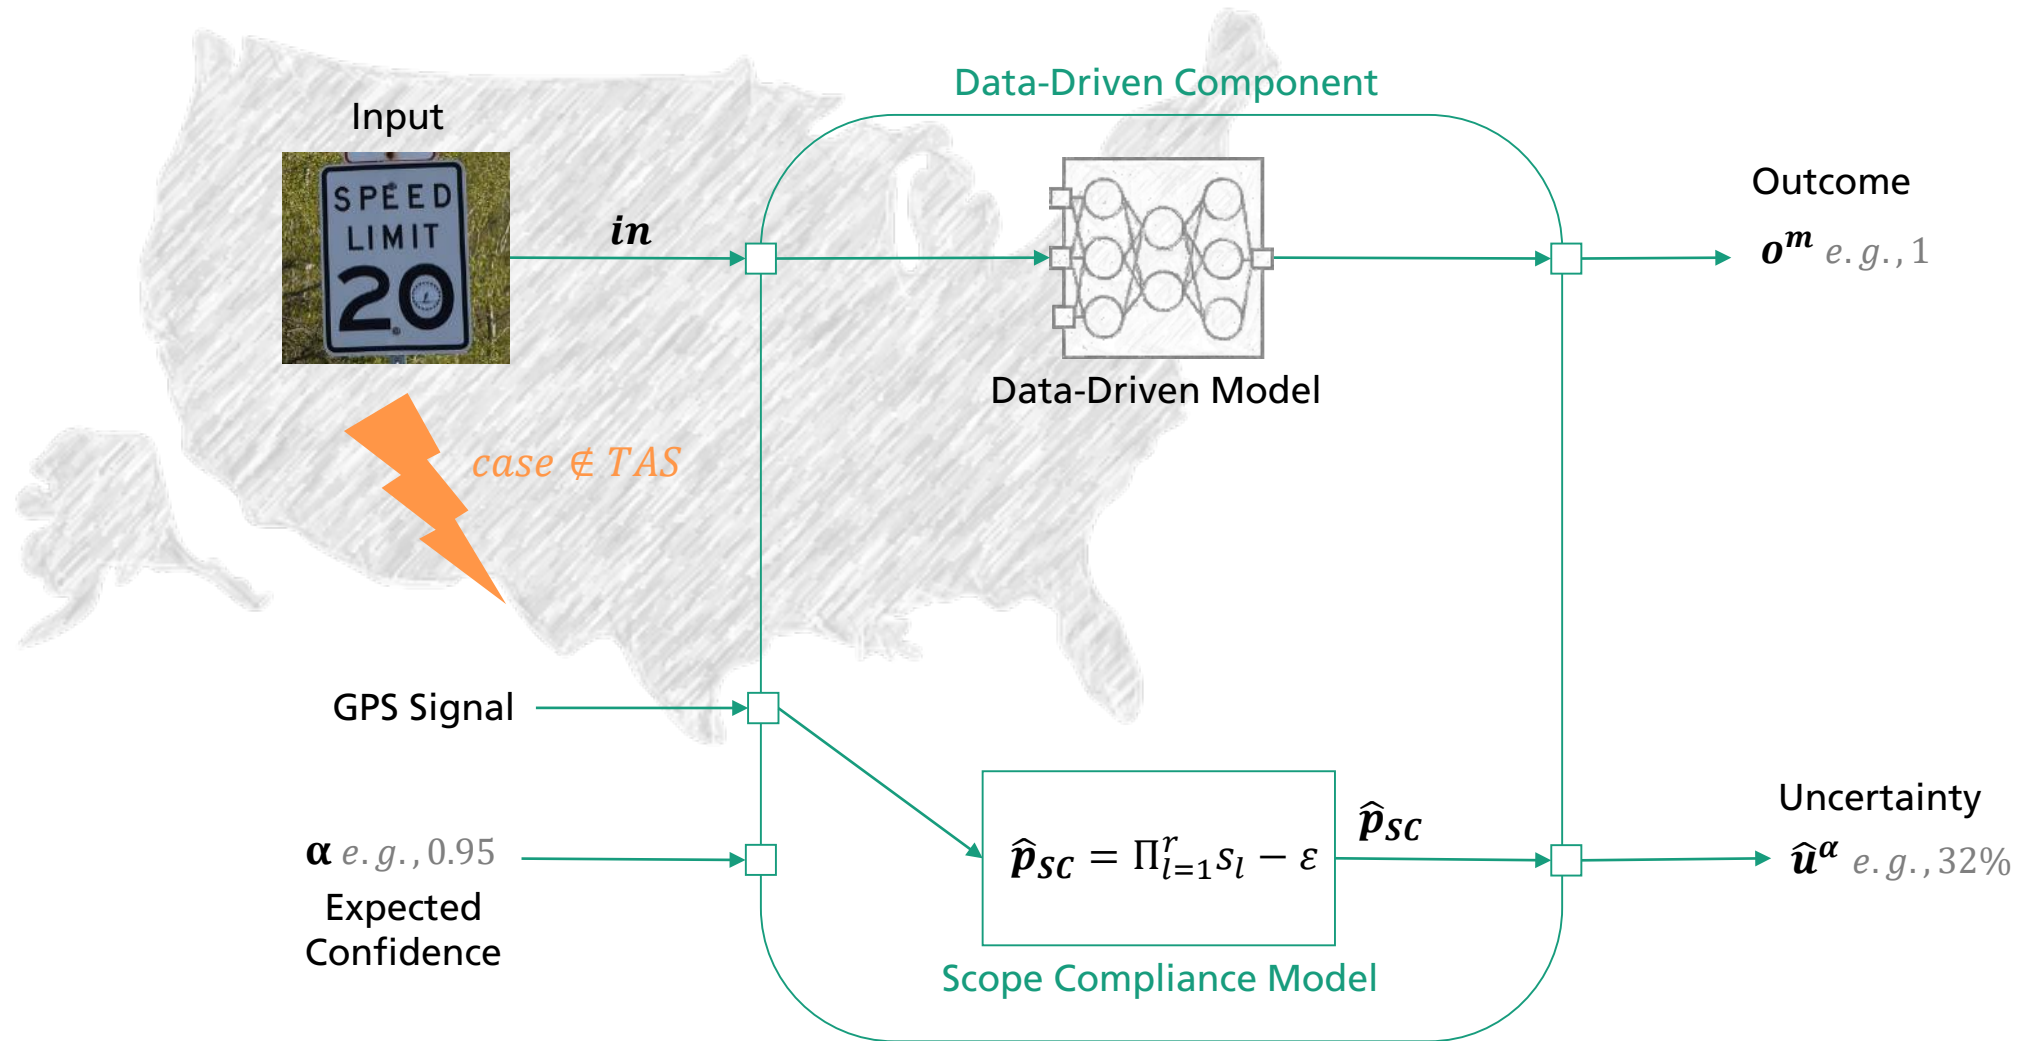 Data-Driven Component
Input
SPEED
LIMIT
20
in
Outcome
o^m e.g., 1
Data-Driven Model
case ∉ TAS
GPS Signal
α e.g., 0.95
Expected
Confidence
p̂_SC = Π_{l=1}^r s_l − ε
p̂_SC
Scope Compliance Model
Uncertainty
û^α e.g., 32%